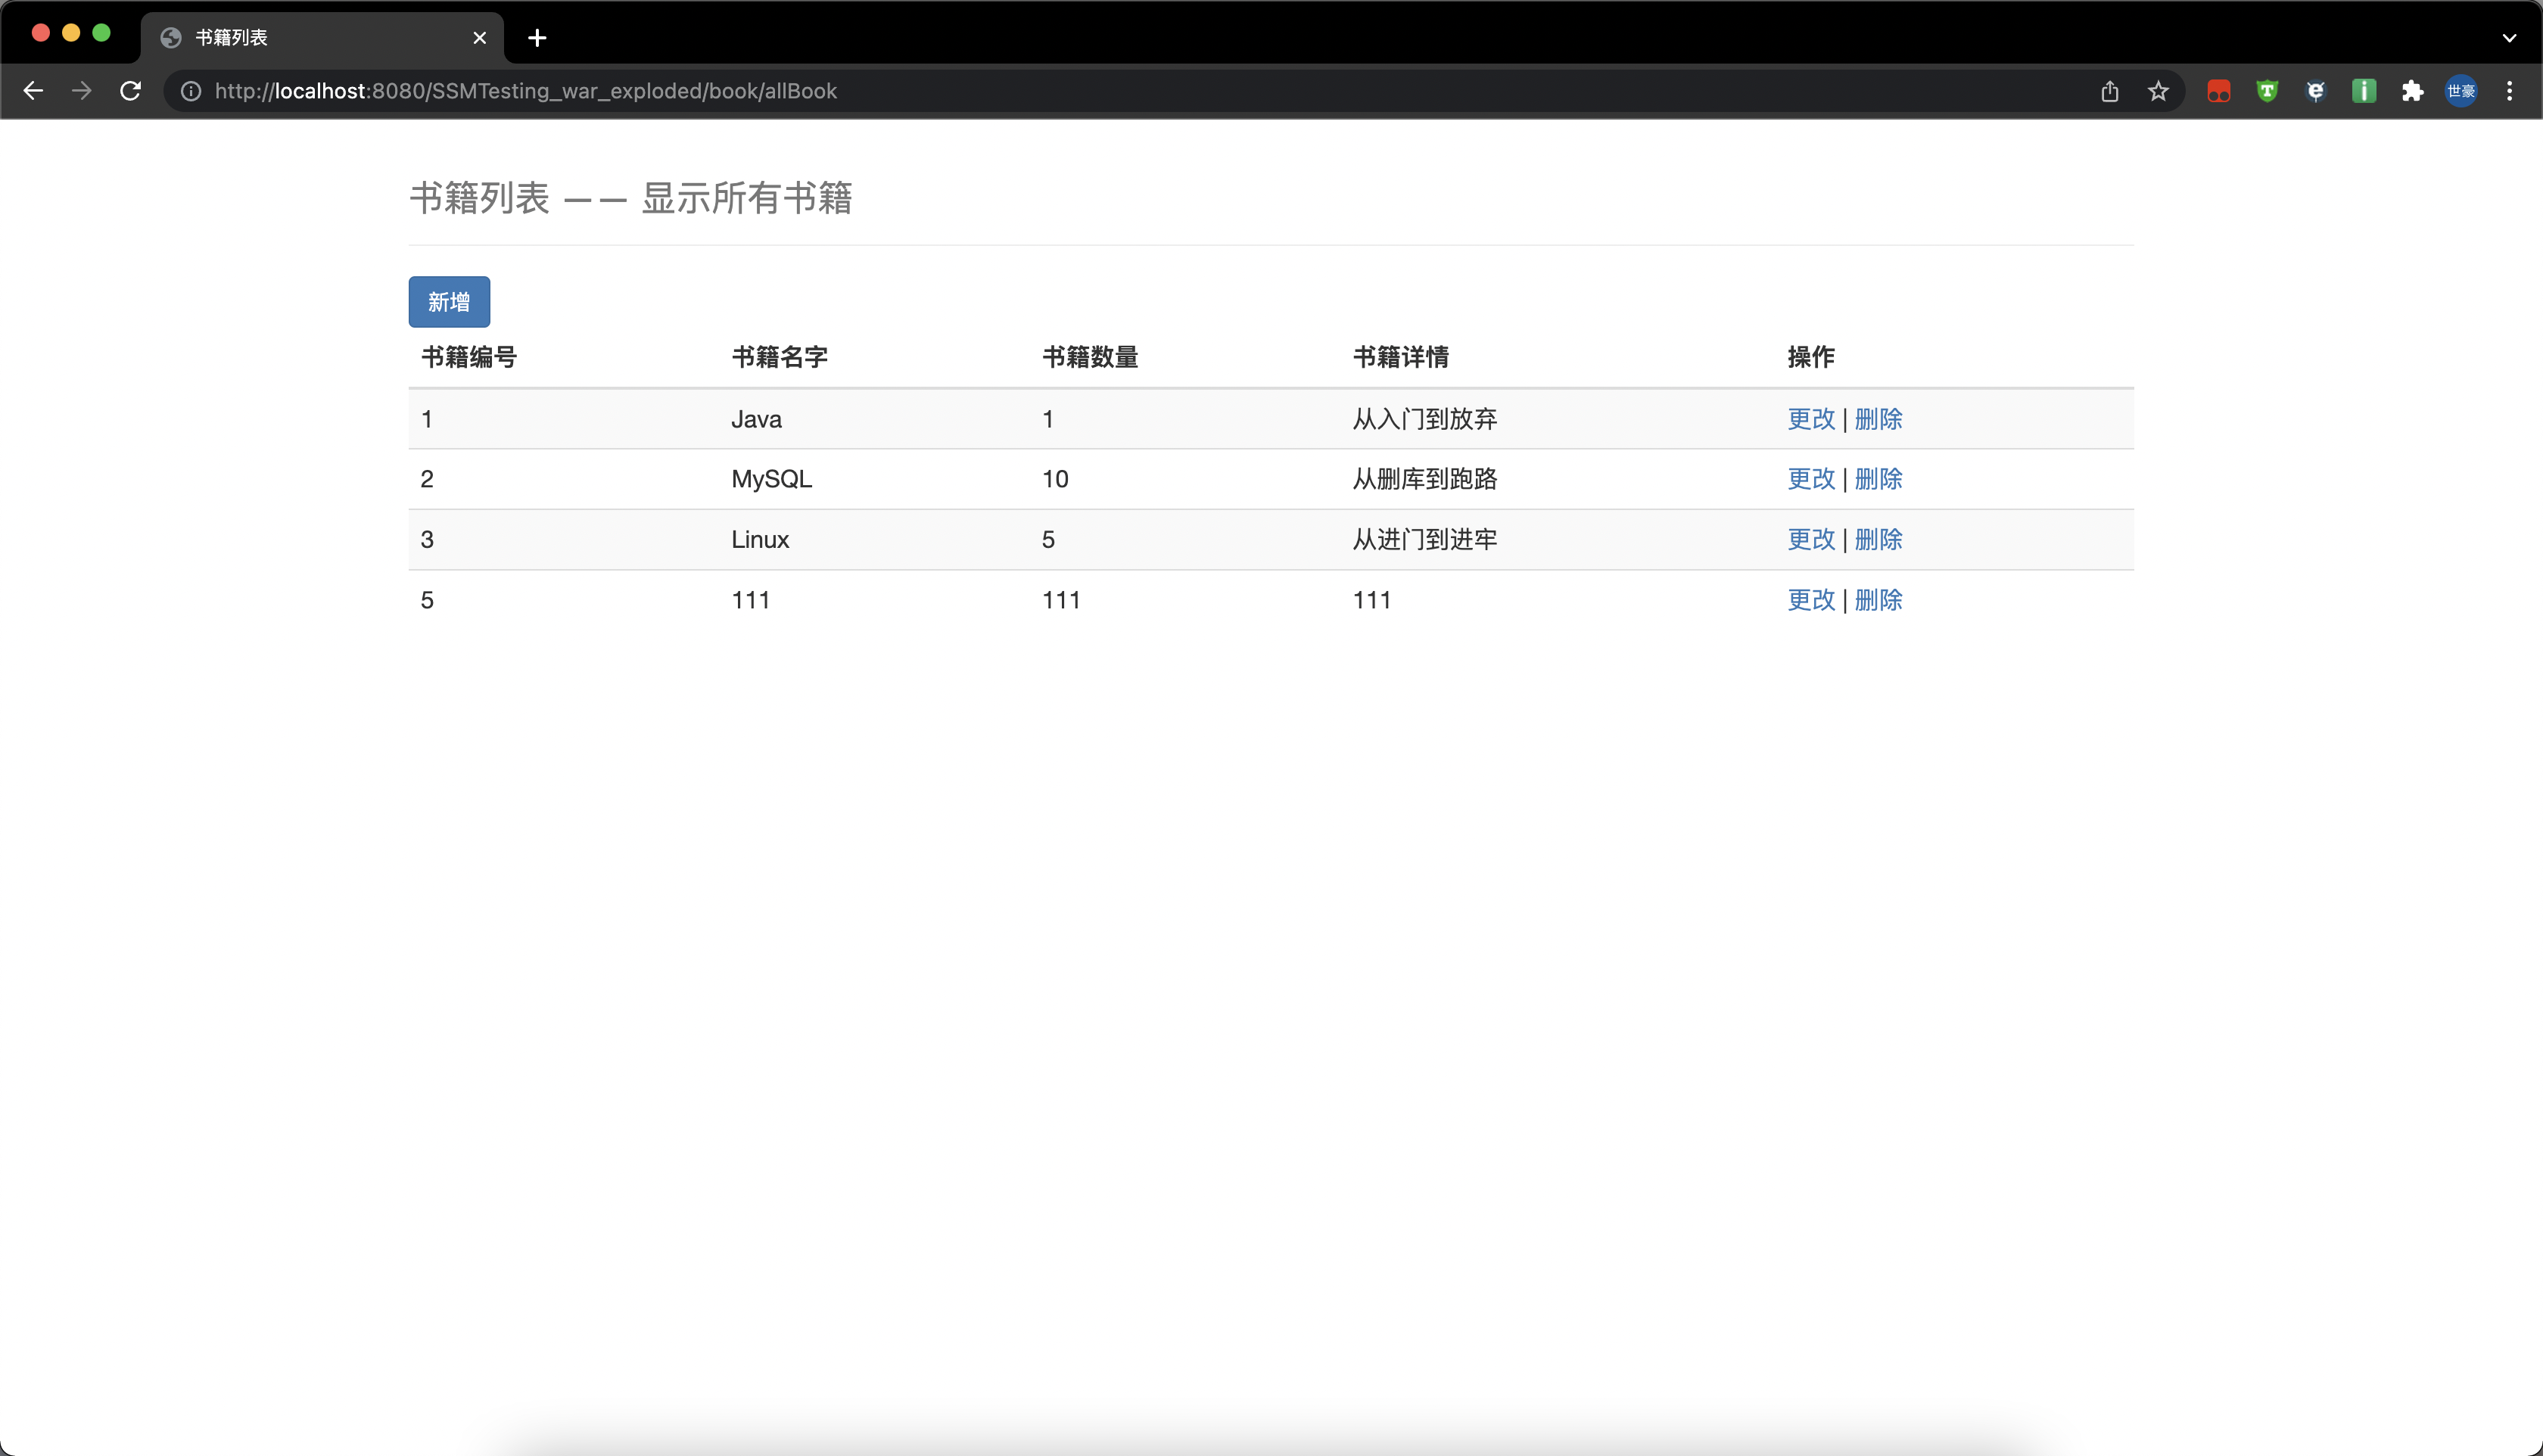 书籍列表
http://localhost:8080/SSMTesting_war_exploded/book/allBook
世豪
书籍列表 —— 显示所有书籍
新增
书籍编号 书籍名字 书籍数量 书籍详情 操作
1 Java 1 从入门到放弃 更改 | 删除
2 MySQL 10 从删库到跑路 更改 | 删除
3 Linux 5 从进门到进牢 更改 | 删除
5 111 111 111 更改 | 删除